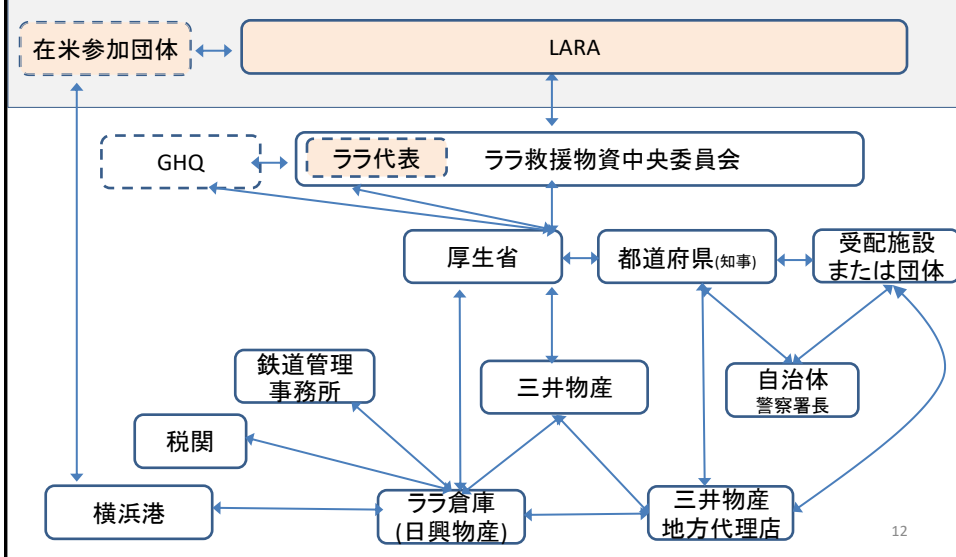 在米参加団体
LARA
GHQ
ララ代表
ララ救援物資中央委員会
厚生省
都道府県(知事)
受配施設
または団体
鉄道管理
事務所
三井物産
自治体
警察署長
税関
横浜港
ララ倉庫
(日興物産)
三井物産
地方代理店
12